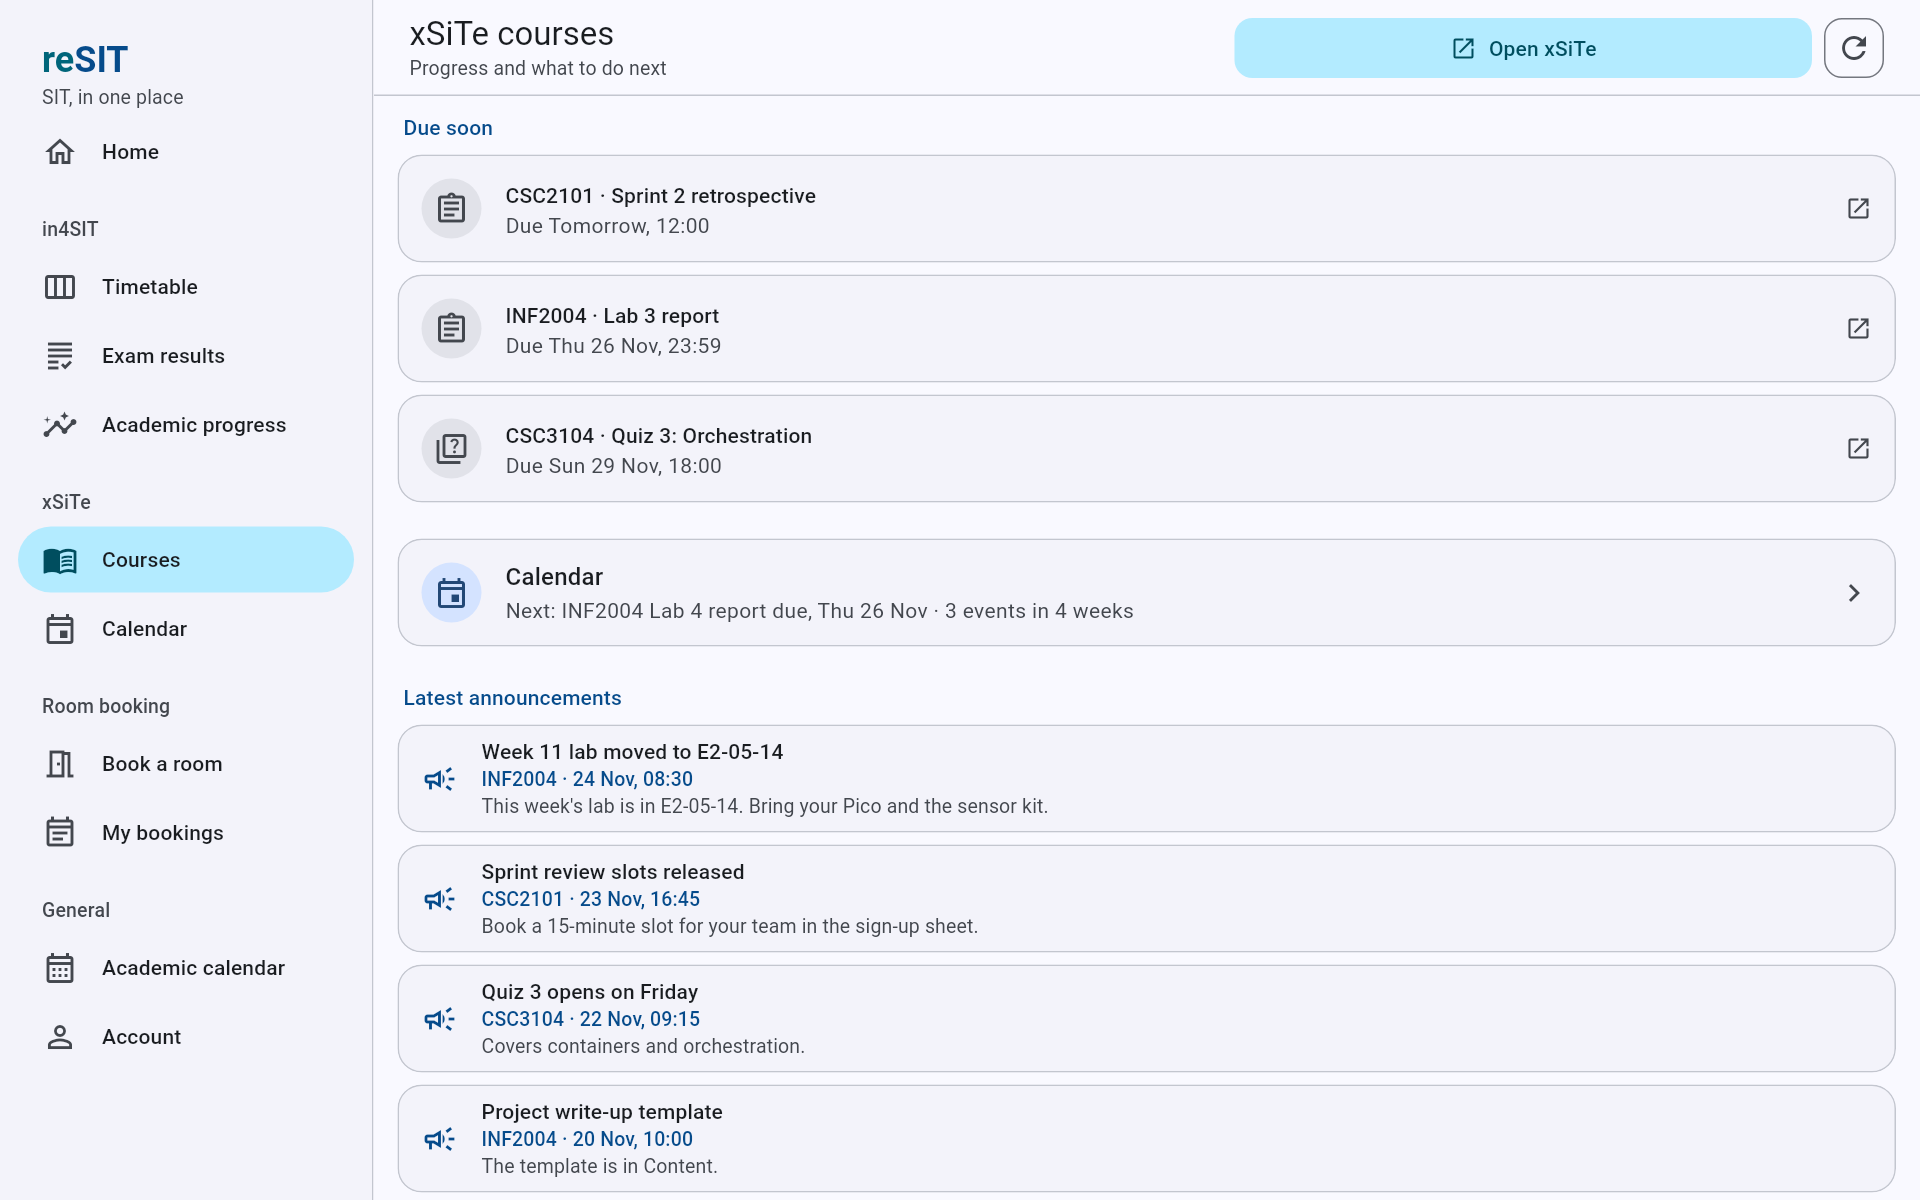 reSIT
SIT, in one place
Home
in4SIT
Timetable
Exam results
Academic progress
xSiTe
Courses
Calendar
Room booking
Book a room
My bookings
General
Academic calendar
Account
xSiTe courses
Progress and what to do next
Open xSiTe
Due soon
CSC2101 · Sprint 2 retrospective
Due Tomorrow, 12:00
INF2004 · Lab 3 report
Due Thu 26 Nov, 23:59
CSC3104 · Quiz 3: Orchestration
Due Sun 29 Nov, 18:00
Calendar
Next: INF2004 Lab 4 report due, Thu 26 Nov · 3 events in 4 weeks
Latest announcements
Week 11 lab moved to E2-05-14
INF2004 · 24 Nov, 08:30
This week's lab is in E2-05-14. Bring your Pico and the sensor kit.
Sprint review slots released
CSC2101 · 23 Nov, 16:45
Book a 15-minute slot for your team in the sign-up sheet.
Quiz 3 opens on Friday
CSC3104 · 22 Nov, 09:15
Covers containers and orchestration.
Project write-up template
INF2004 · 20 Nov, 10:00
The template is in Content.